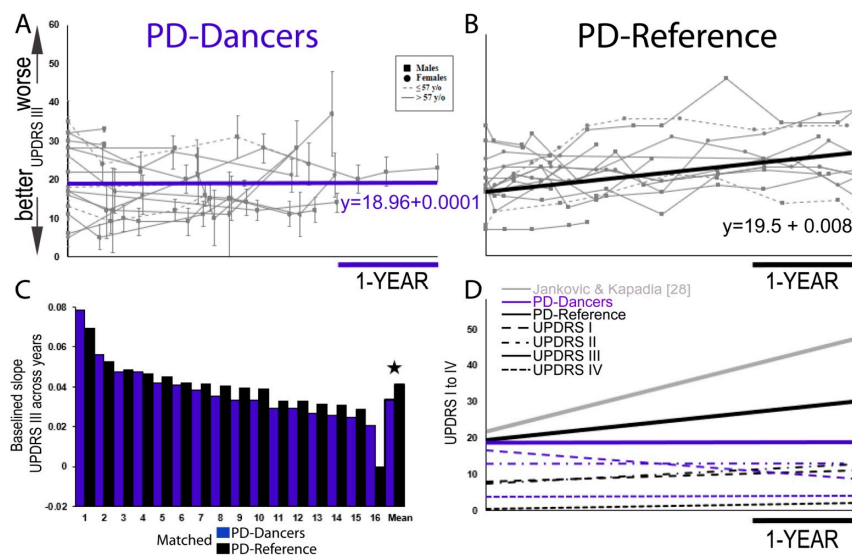 A
PD-Dancers
B
PD-Reference
worse
better
UPDRS III
60
50
40
30
20
10
0
Males
Females
≤ 57 y/o
> 57 y/o
y=18.96+0.0001
y=19.5 + 0.008
1-YEAR
1-YEAR
C
Baselined slope
UPDRS III across years
0.08
0.06
0.04
0.02
0
-0.02
★
1 2 3 4 5 6 7 8 9 10 11 12 13 14 15 16 Mean
Matched
PD-Dancers
PD-Reference
D
Jankovic & Kapadia [28]
PD-Dancers
PD-Reference
UPDRS I
UPDRS II
UPDRS III
UPDRS IV
UPDRS I to IV
50
40
30
20
10
0
1-YEAR